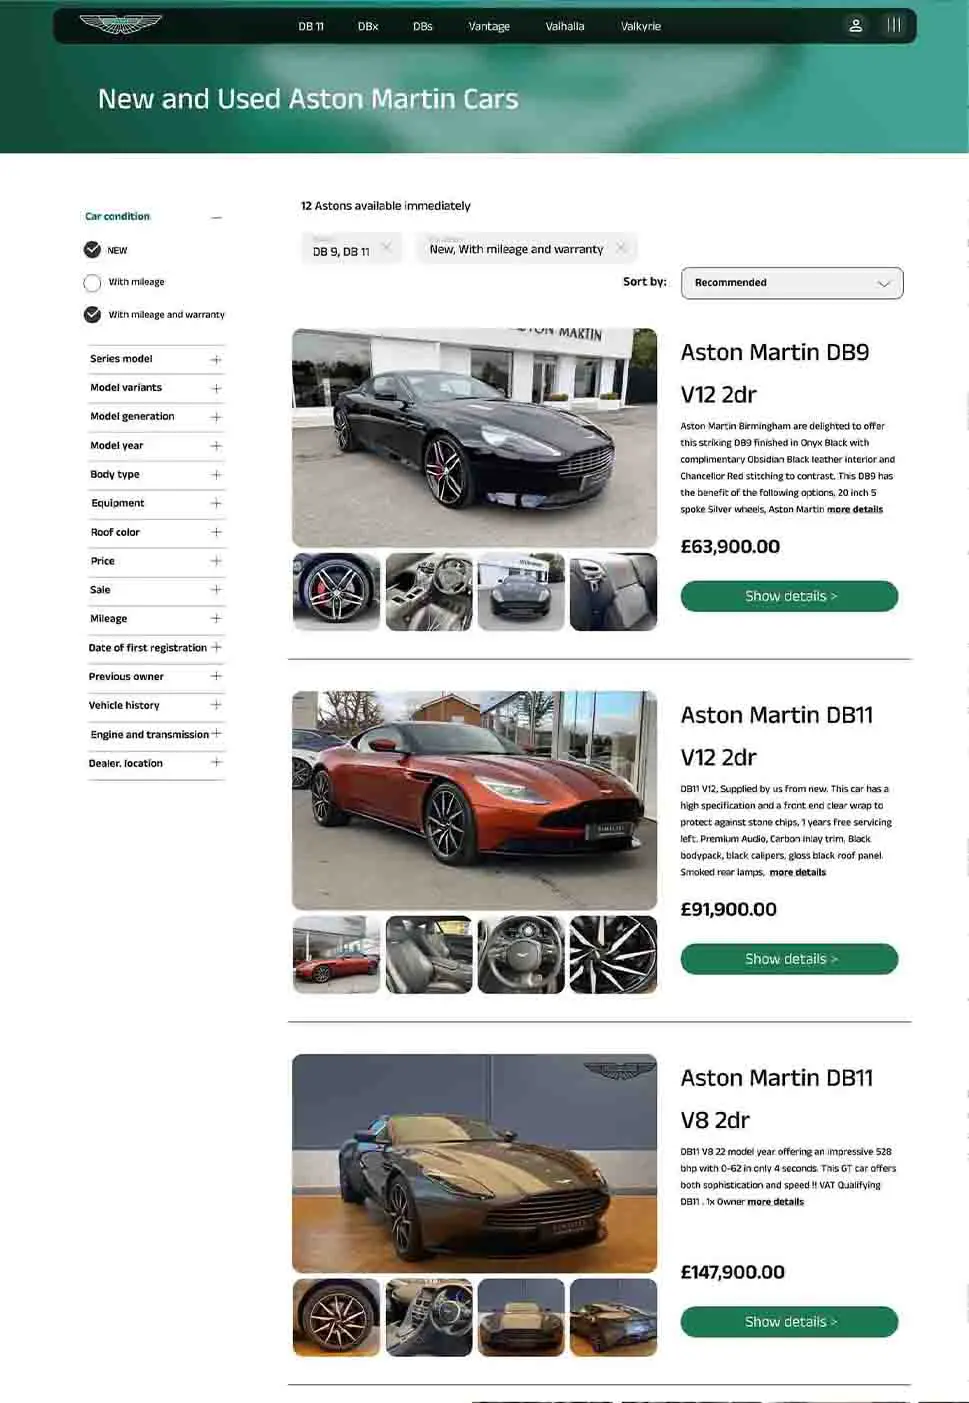 DB 11
DBx
DBs
Vantage
Valhalla
Valkyrie
New and Used Aston Martin Cars
Car condition
NEW
With mileage
With mileage and warranty
Series model
Model variants
Model generation
Model year
Body type
Equipment
Roof color
Price
Sale
Mileage
Date of first registration
Previous owner
Vehicle history
Engine and transmission
Dealer. location
12 Astons available immediately
DB 9, DB 11
New, With mileage and warranty
Sort by:
Recommended
TON MARTIN
Aston Martin DB9
V12 2dr
Aston Martin Birmingham are delighted to offer
this striking DB9 finished in Onyx Black with
complimentary Obsidian Black leather interior and
Chancellor Red stitching to contrast. This DB9 has
the benefit of the following options, 20 inch 5
spoke Silver wheels, Aston Martin more details
£63,900.00
Show details >
Aston Martin DB11
V12 2dr
DB11 V12, Supplied by us from new. This car has a
high specification and a front end clear wrap to
protect against stone chips, 1 years free servicing
left. Premium Audio, Carbon inlay trim, Black
bodypack, black calipers, gloss black roof panel.
Smoked rear lamps, more details
£91,900.00
Show details >
Aston Martin DB11
V8 2dr
DB11 V8 22 model year offering an impressive 528
bhp with 0-62 in only 4 seconds. This GT car offers
both sophistication and speed !! VAT Qualifying
DB11 . 1x Owner more details
£147,900.00
Show details >